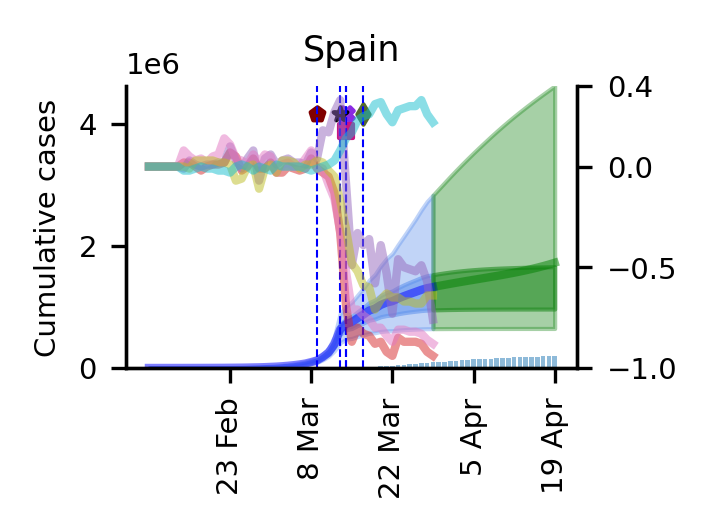 Spain
1e6
Cumulative cases
4
2
0
0.4
0.0
−0.5
−1.0
23 Feb
8 Mar
22 Mar
5 Apr
19 Apr